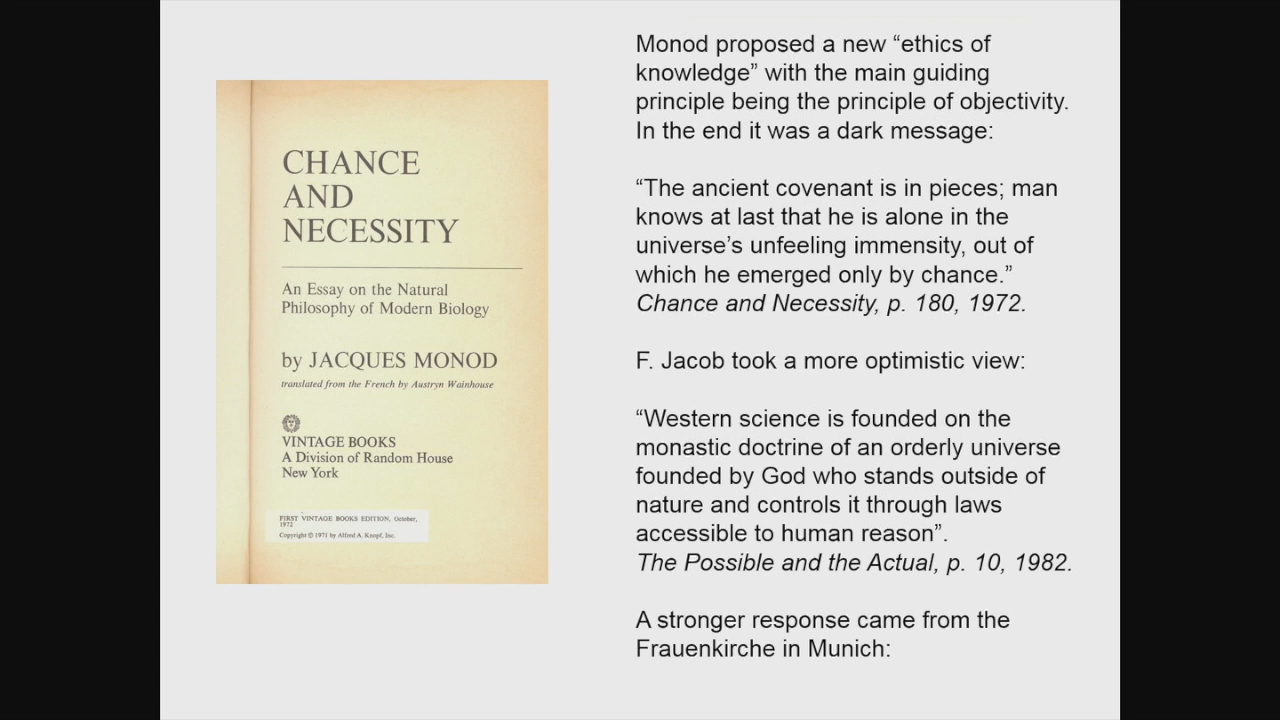 CHANCE
AND
NECESSITY
An Essay on the Natural
Philosophy of Modern Biology
by JACQUES MONOD
translated from the French by Austryn Wainhouse
VINTAGE BOOKS
A Division of Random House
New York
FIRST VINTAGE BOOKS EDITION, October,
1972
Copyright © 1971 by Alfred A. Knopf, Inc.
Monod proposed a new “ethics of
knowledge” with the main guiding
principle being the principle of objectivity.
In the end it was a dark message:
“The ancient covenant is in pieces; man
knows at last that he is alone in the
universe’s unfeeling immensity, out of
which he emerged only by chance.”
Chance and Necessity, p. 180, 1972.
F. Jacob took a more optimistic view:
“Western science is founded on the
monastic doctrine of an orderly universe
founded by God who stands outside of
nature and controls it through laws
accessible to human reason”.
The Possible and the Actual, p. 10, 1982.
A stronger response came from the
Frauenkirche in Munich: